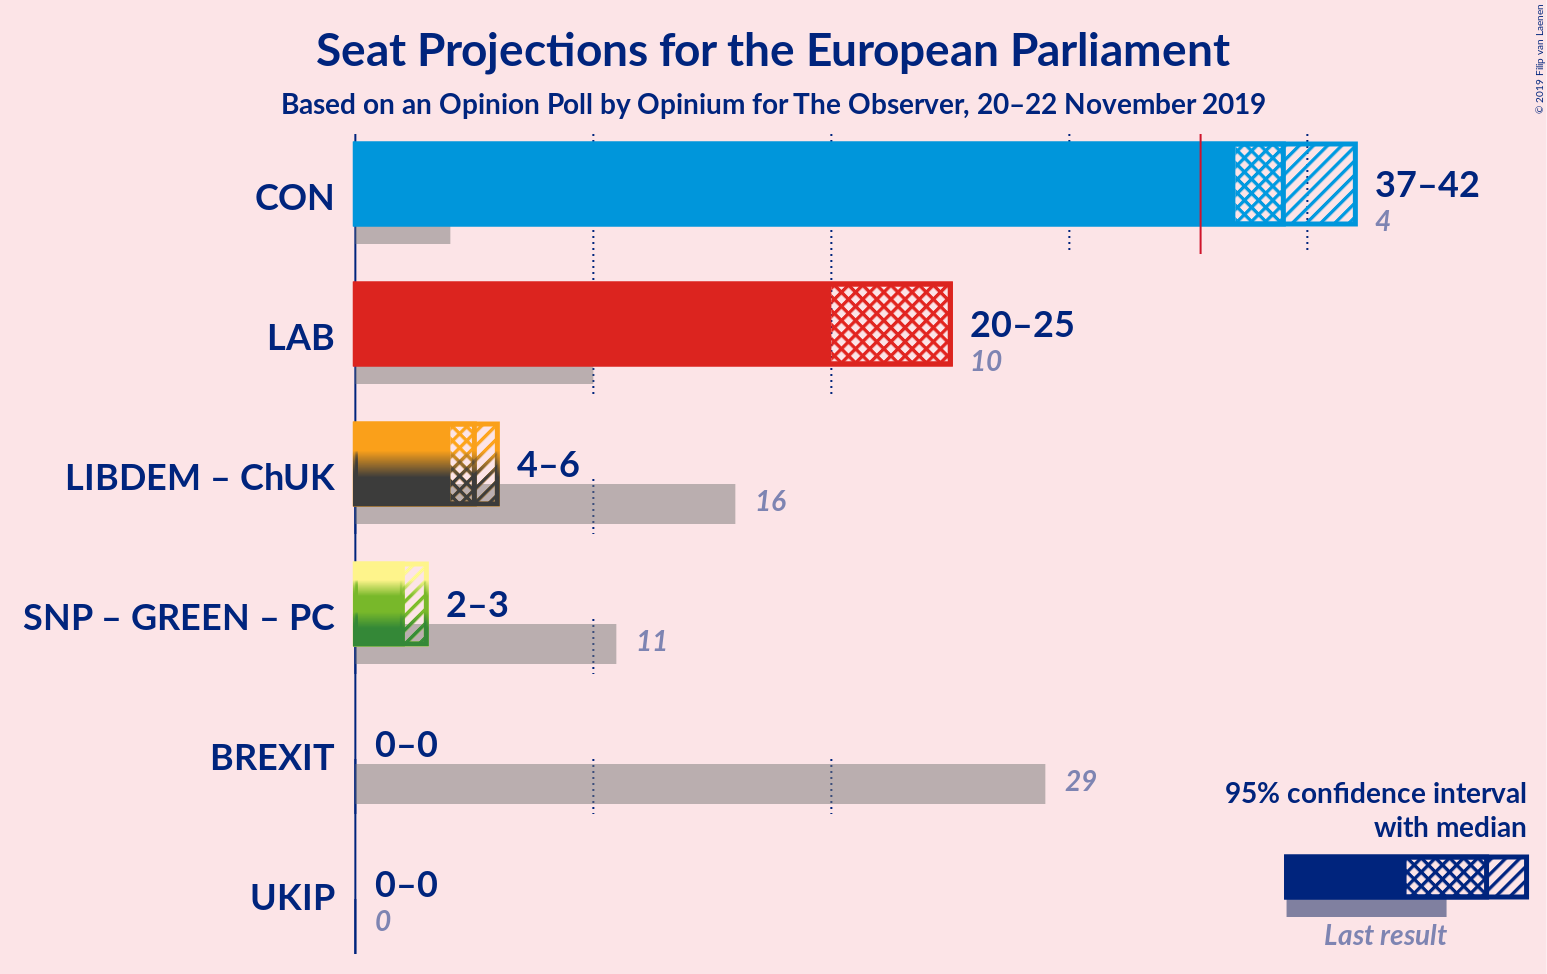 Seat Projections for the European Parliament
Based on an Opinion Poll by Opinium for The Observer, 20–22 November 2019
© 2019 Filip van Laenen
CON
37–42
4
LAB
20–25
10
LIBDEM – ChUK
4–6
16
SNP – GREEN – PC
2–3
11
BREXIT
0–0
29
UKIP
0–0
0
95% confidence interval
with median
Last result